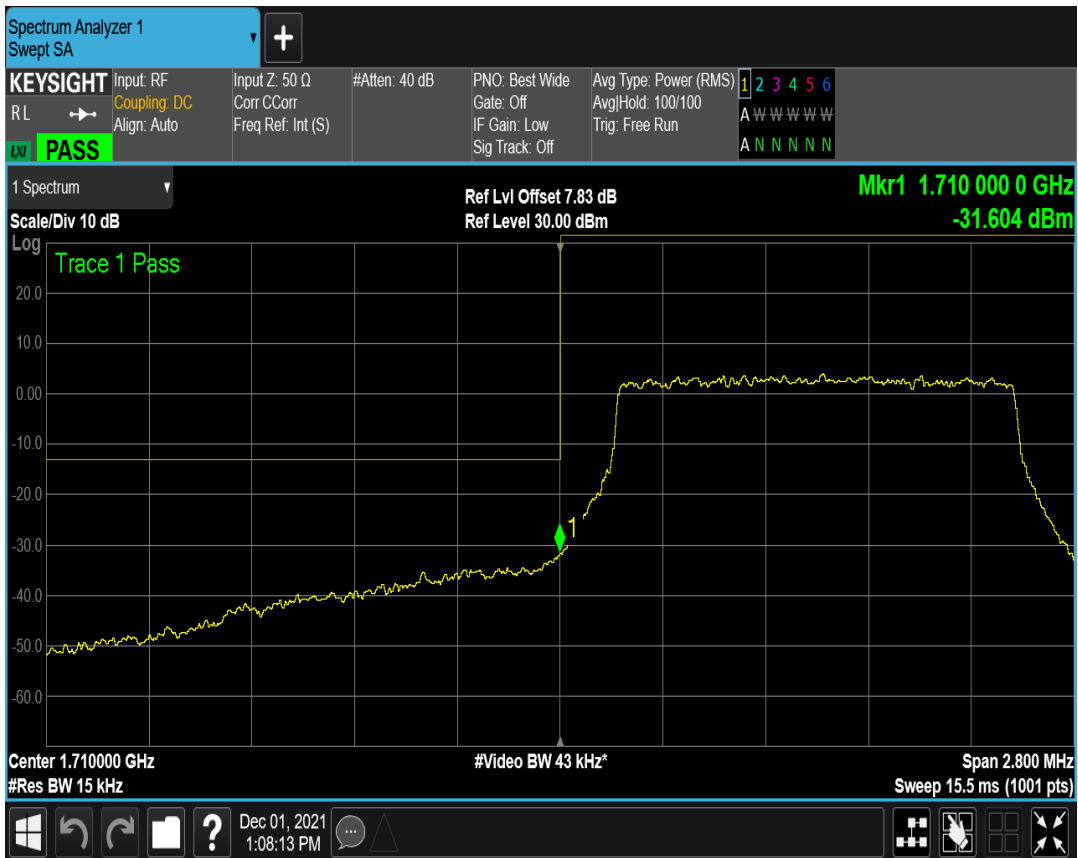 Spectrum Analyzer 1
Swept SA
+
KEYSIGHT
R L
LXI PASS
Input: RF
Coupling: DC
Align: Auto
Input Z: 50 Ω
Corr CCorr
Freq Ref: Int (S)
#Atten: 40 dB
PNO: Best Wide
Gate: Off
IF Gain: Low
Sig Track: Off
Avg Type: Power (RMS)
Avg|Hold: 100/100
Trig: Free Run
1 2 3 4 5 6
A W W W W W
A N N N N N
1 Spectrum
Scale/Div 10 dB
Ref Lvl Offset 7.83 dB
Ref Level 30.00 dBm
Mkr1 1.710 000 0 GHz
-31.604 dBm
Log
Trace 1 Pass
20.0
10.0
0.00
-10.0
-20.0
-30.0
-40.0
-50.0
-60.0
1
Center 1.710000 GHz
#Res BW 15 kHz
#Video BW 43 kHz*
Span 2.800 MHz
Sweep 15.5 ms (1001 pts)
?
Dec 01, 2021
1:08:13 PM